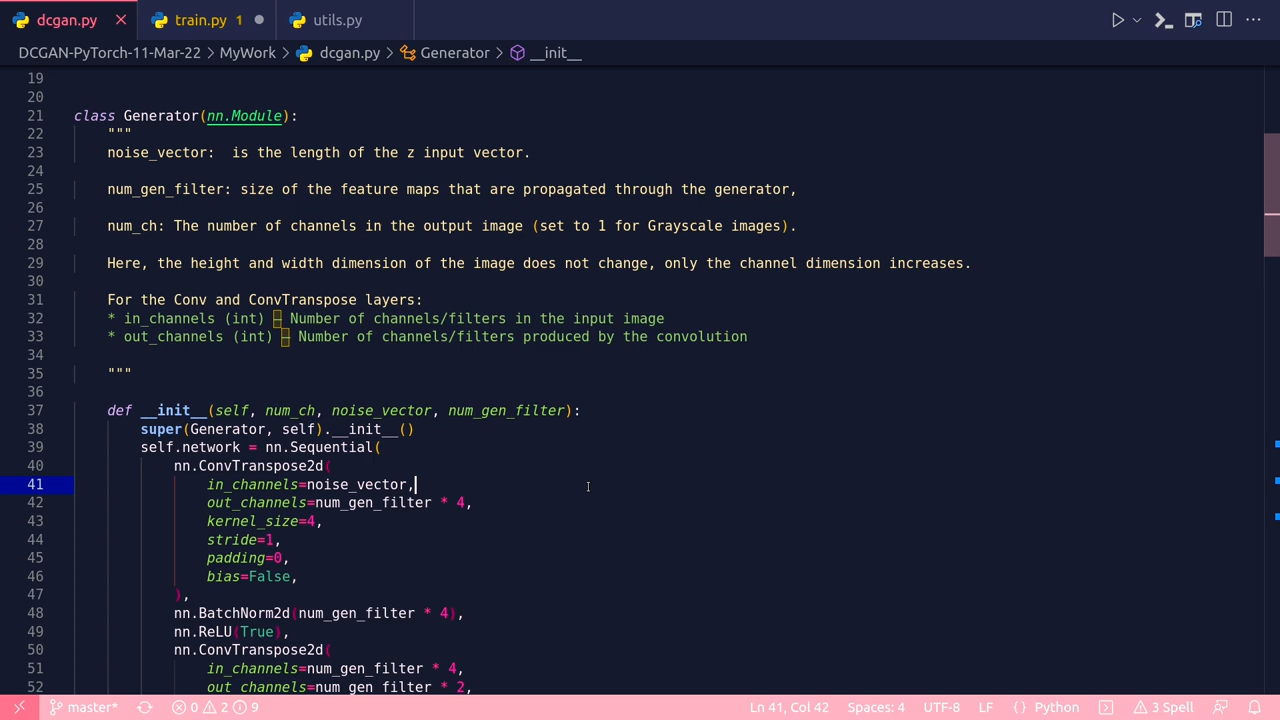 dcgan.py × train.py 1 utils.py
DCGAN-PyTorch-11-Mar-22 > MyWork > dcgan.py > Generator > __init__
19
20
21 class Generator(nn.Module):
22 """
23 noise_vector:  is the length of the z input vector.
24
25 num_gen_filter: size of the feature maps that are propagated through the generator,
26
27 num_ch: The number of channels in the output image (set to 1 for Grayscale images).
28
29 Here, the height and width dimension of the image does not change, only the channel dimension increases.
30
31 For the Conv and ConvTranspose layers:
32 * in_channels (int) – Number of channels/filters in the input image
33 * out_channels (int) – Number of channels/filters produced by the convolution
34
35 """
36
37 def __init__(self, num_ch, noise_vector, num_gen_filter):
38 super(Generator, self).__init__()
39 self.network = nn.Sequential(
40 nn.ConvTranspose2d(
41 in_channels=noise_vector,
42 out_channels=num_gen_filter * 4,
43 kernel_size=4,
44 stride=1,
45 padding=0,
46 bias=False,
47 ),
48 nn.BatchNorm2d(num_gen_filter * 4),
49 nn.ReLU(True),
50 nn.ConvTranspose2d(
51 in_channels=num_gen_filter * 4,
52 out_channels=num_gen_filter * 2,
master* 0 2 9 Ln 41, Col 42 Spaces: 4 UTF-8 LF {} Python 3 Spell